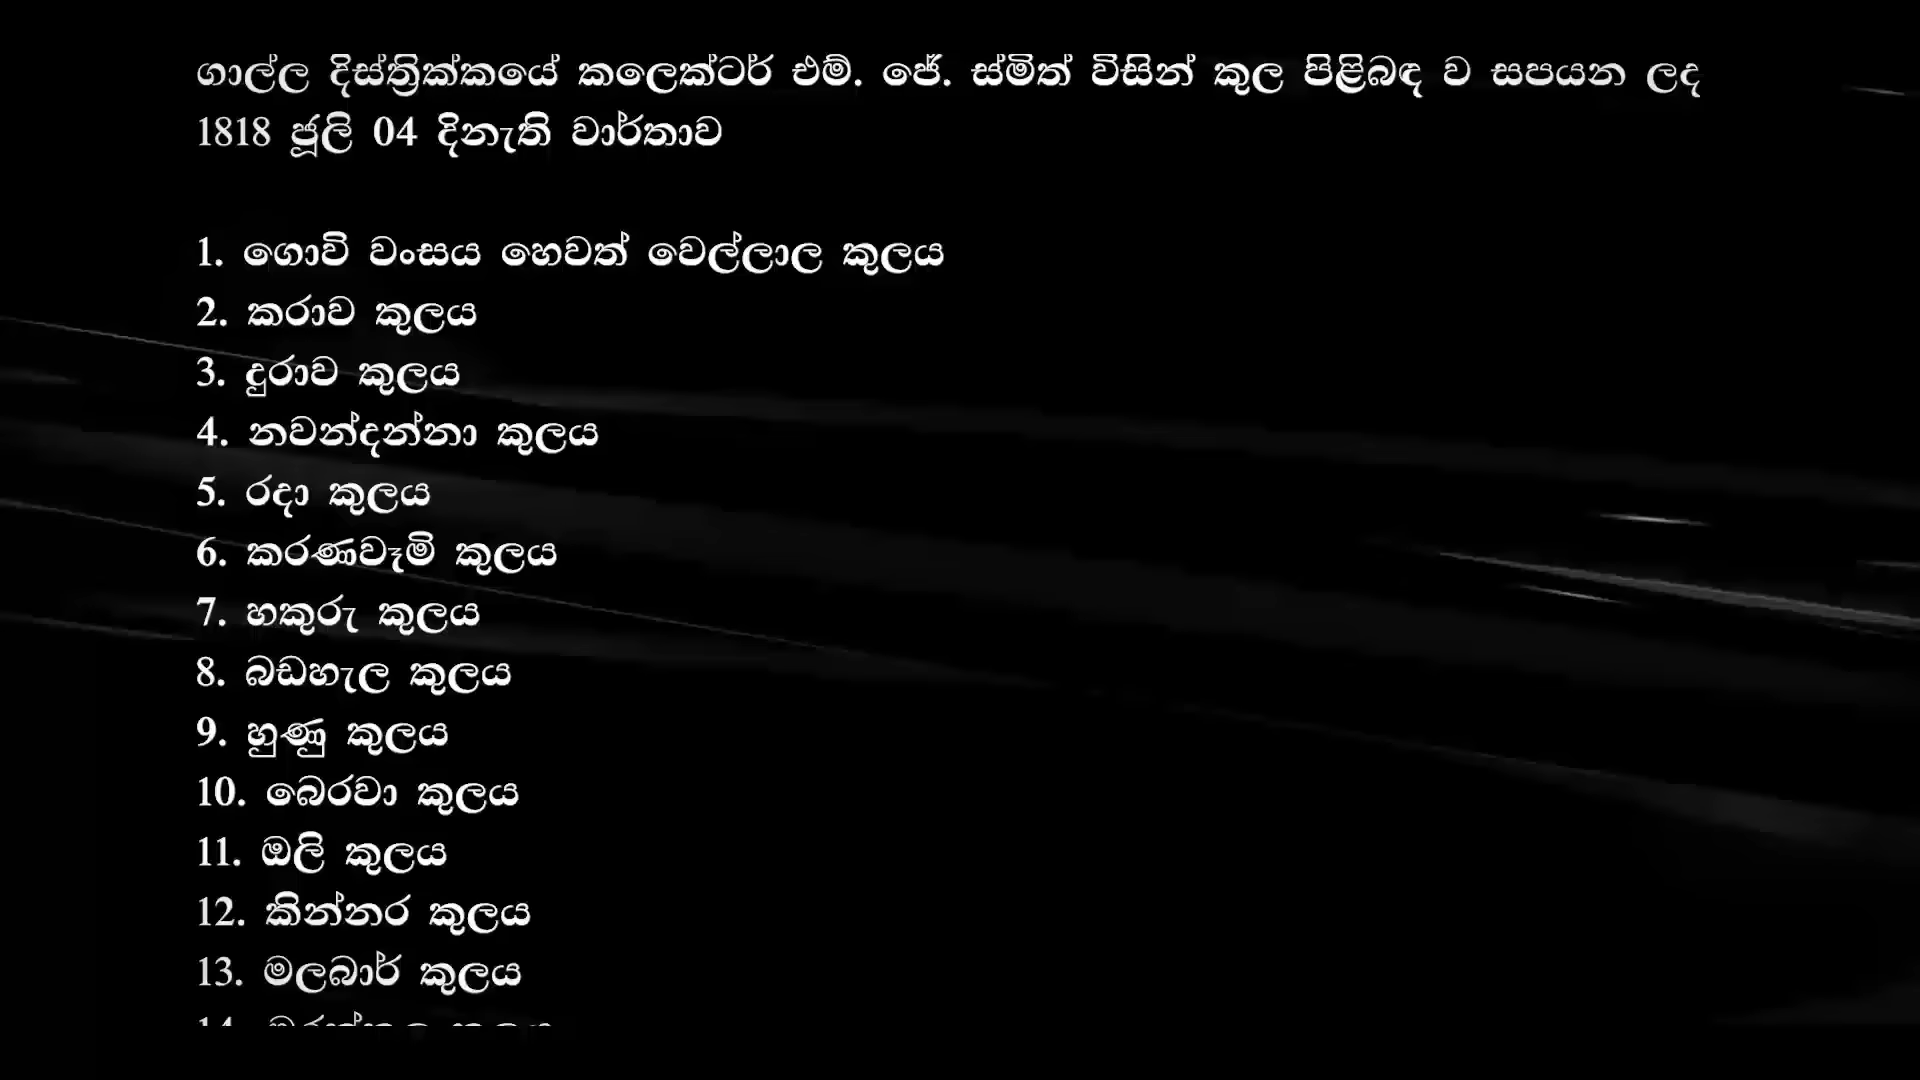 ගාල්ල දිස්ත්‍රික්කයේ කලෙක්ටර් එම්. ජේ. ස්මිත් විසින් කුල පිළිබඳ ව සපයන ලද
1818 ජූලි 04 දිනැති වාර්තාව
1. ගොවි වංසය හෙවත් වෙල්ලාල කුලය
2. කරාව කුලය
3. දුරාව කුලය
4. නවන්දන්නා කුලය
5. රදා කුලය
6. කරණවෑමි කුලය
7. හකුරු කුලය
8. බඩහැල කුලය
9. හුණු කුලය
10. බෙරවා කුලය
11. ඔලි කුලය
12. කින්නර කුලය
13. මලබාර් කුලය